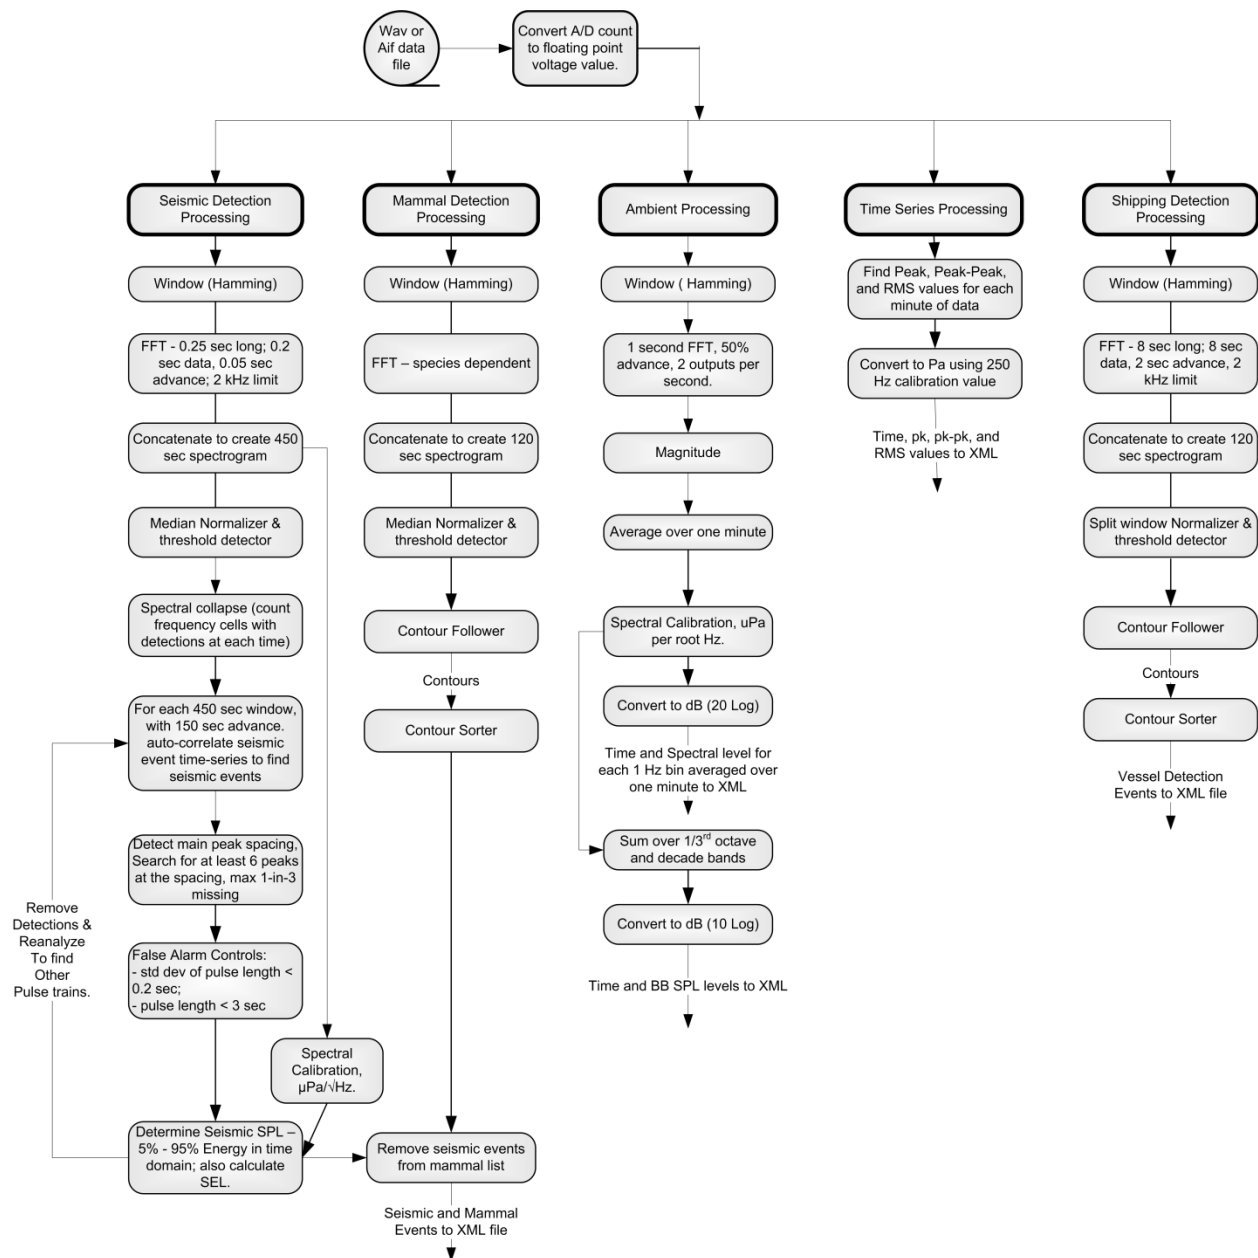 Wav or
Aif data
file
Convert A/D count
to floating point
voltage value.
Seismic Detection
Processing
Window (Hamming)
FFT - 0.25 sec long; 0.2
sec data, 0.05 sec
advance; 2 kHz limit
Concatenate to create 450
sec spectrogram
Median Normalizer &
threshold detector
Spectral collapse (count
frequency cells with
detections at each time)
For each 450 sec window,
with 150 sec advance.
auto-correlate seismic
event time-series to find
seismic events
Detect main peak spacing,
Search for at least 6 peaks
at the spacing, max 1-in-3
missing
Remove
Detections &
Reanalyze
To find
Other
Pulse trains.
False Alarm Controls:
- std dev of pulse length <
0.2 sec;
- pulse length < 3 sec
Spectral
Calibration,
µPa/√Hz.
Determine Seismic SPL –
5% - 95% Energy in time
domain; also calculate
SEL.
Mammal Detection
Processing
Window (Hamming)
FFT – species dependent
Concatenate to create 120
sec spectrogram
Median Normalizer &
threshold detector
Contour Follower
Contours
Contour Sorter
Remove seismic events
from mammal list
Seismic and Mammal
Events to XML file
Ambient Processing
Window ( Hamming)
1 second FFT, 50%
advance, 2 outputs per
second.
Magnitude
Average over one minute
Spectral Calibration, uPa
per root Hz.
Convert to dB (20 Log)
Time and Spectral level for
each 1 Hz bin averaged over
one minute to XML
Sum over 1/3rd octave
and decade bands
Convert to dB (10 Log)
Time and BB SPL levels to XML
Time Series Processing
Find Peak, Peak-Peak,
and RMS values for each
minute of data
Convert to Pa using 250
Hz calibration value
Time, pk, pk-pk, and
RMS values to XML
Shipping Detection
Processing
Window (Hamming)
FFT - 8 sec long; 8 sec
data, 2 sec advance, 2
kHz limit
Concatenate to create 120
sec spectrogram
Split window Normalizer &
threshold detector
Contour Follower
Contours
Contour Sorter
Vessel Detection
Events to XML file